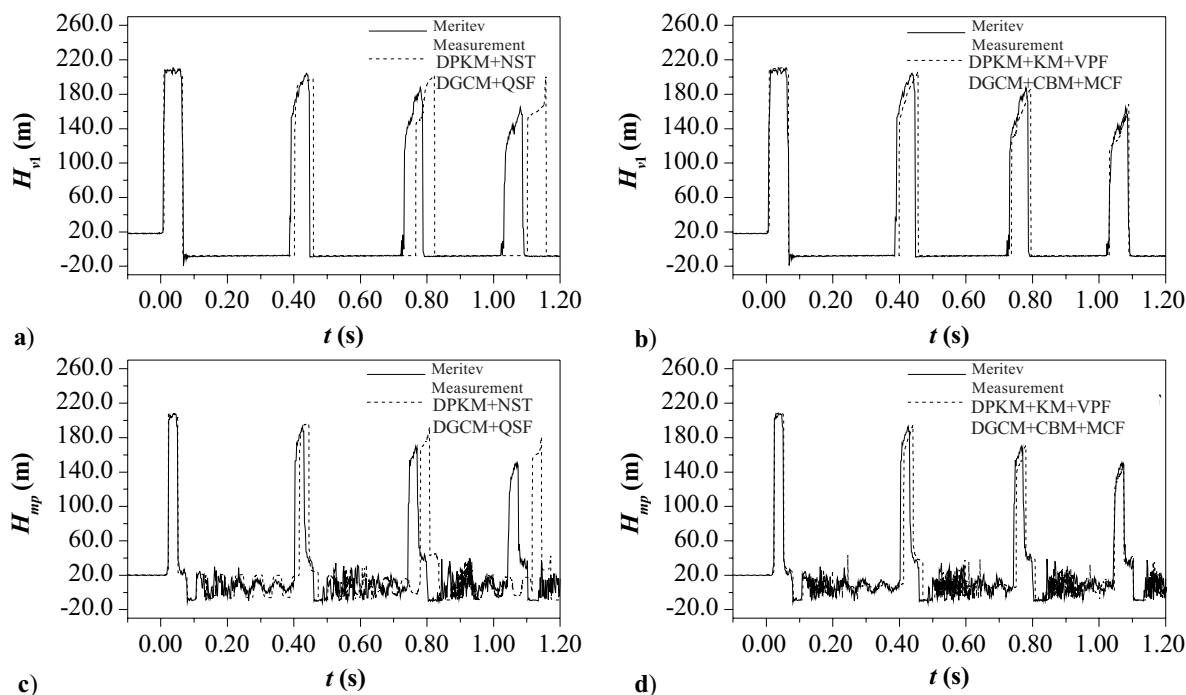 260.0
220.0
180.0
140.0
100.0
60.0
20.0
-20.0
H_v1 (m)
Meritev
Measurement
DPKM+NST
DGCM+QSF
0.00 0.20 0.40 0.60 0.80 1.00 1.20
t (s)
a)
260.0
220.0
180.0
140.0
100.0
60.0
20.0
-20.0
H_v1 (m)
Meritev
Measurement
DPKM+KM+VPF
DGCM+CBM+MCF
0.00 0.20 0.40 0.60 0.80 1.00 1.20
t (s)
b)
260.0
220.0
180.0
140.0
100.0
60.0
20.0
-20.0
H_mp (m)
Meritev
Measurement
DPKM+NST
DGCM+QSF
0.00 0.20 0.40 0.60 0.80 1.00 1.20
t (s)
c)
260.0
220.0
180.0
140.0
100.0
60.0
20.0
-20.0
H_mp (m)
Meritev
Measurement
DPKM+KM+VPF
DGCM+CBM+MCF
0.00 0.20 0.40 0.60 0.80 1.00 1.20
t (s)
d)